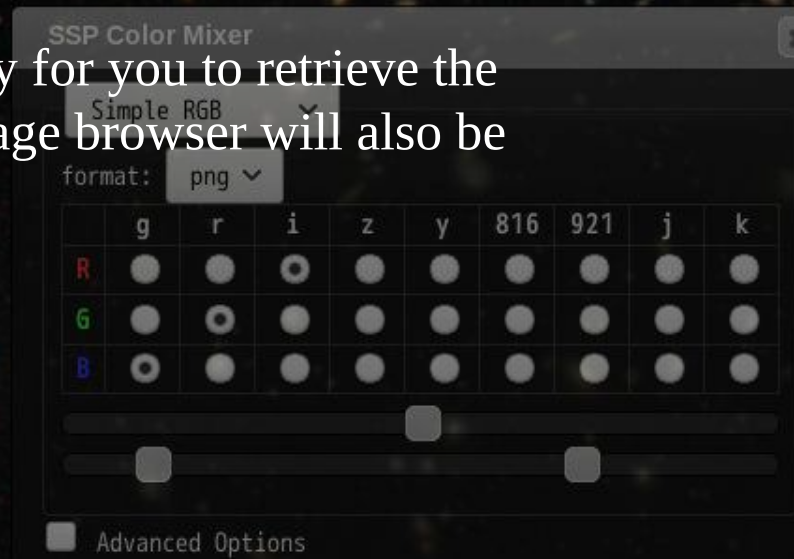 SSP Color Mixer
y for you to retrieve the
Simple RGB
age browser will also be
format: png
g r i z y 816 921 j k
R
G
B
Advanced Options